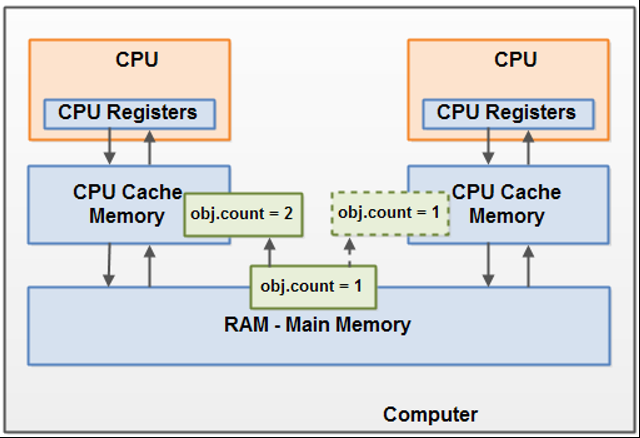 CPU
CPU
CPU Registers
CPU Registers
CPU Cache
Memory
obj.count = 2
obj.count = 1
CPU Cache
Memory
obj.count = 1
RAM - Main Memory
Computer